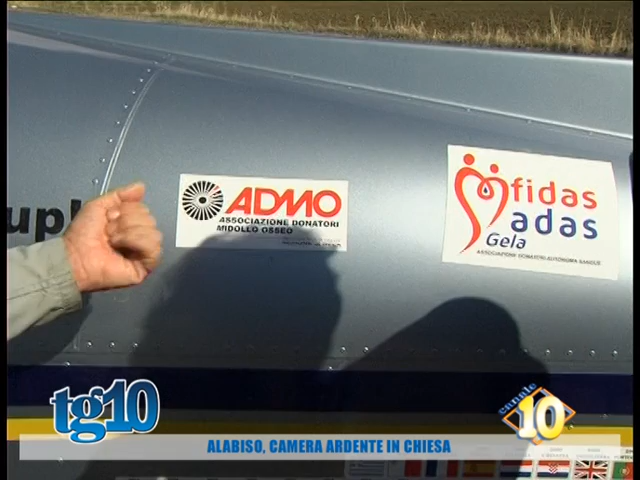 ADMO
ASSOCIAZIONE DONATORI
MIDOLLO OSSEO
fidas
adas
Gela
ASSOCIAZIONE DONATORI AUTONOMA SANGUE
upl
tg10
canale
10
ALABISO, CAMERA ARDENTE IN CHIESA